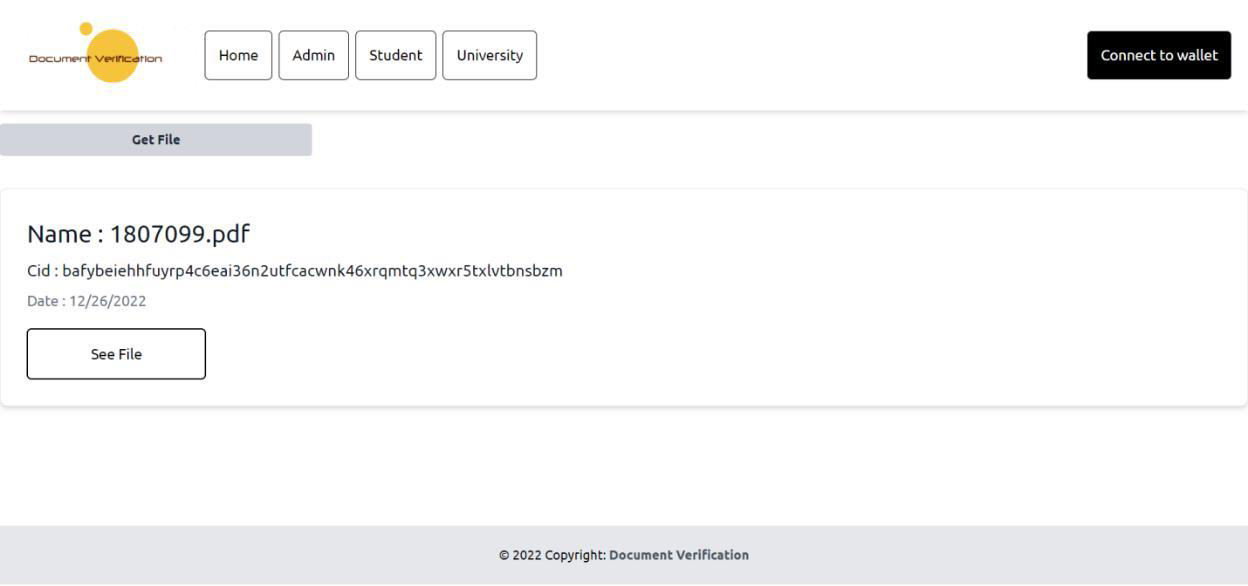 Document Verification
Home
Admin
Student
University
Connect to wallet
Get File
Name : 1807099.pdf
Cid : bafybeiehhfuyrp4c6eai36n2utfcacwnk46xrqmtq3xwxr5txlvtbnsbzm
Date : 12/26/2022
See File
© 2022 Copyright: Document Verification